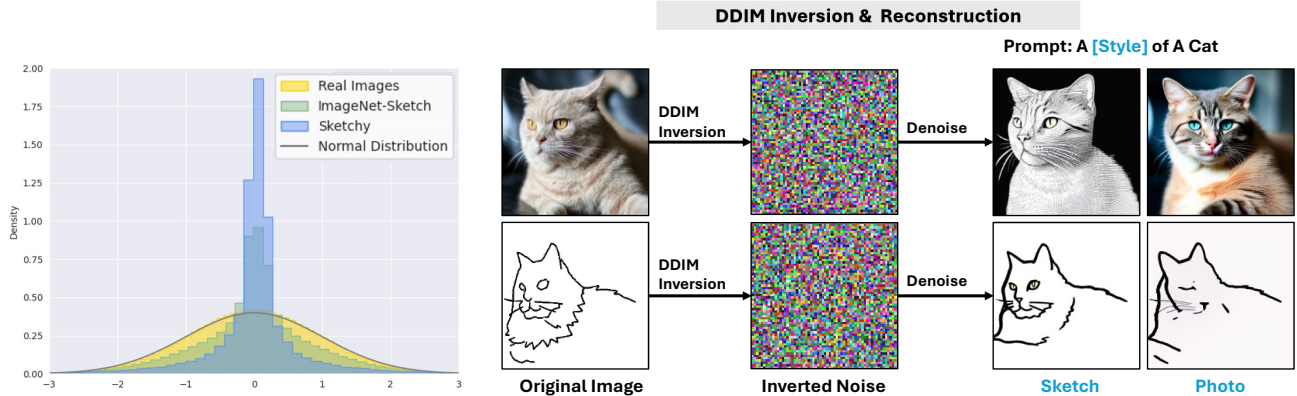 DDIM Inversion & Reconstruction
Prompt: A [Style] of A Cat
2.00
1.75
1.50
1.25
1.00
0.75
0.50
0.25
0.00
Density
−3
−2
−1
0
1
2
3
Real Images
ImageNet-Sketch
Sketchy
Normal Distribution
DDIM
Inversion
Denoise
DDIM
Inversion
Denoise
Original Image
Inverted Noise
Sketch
Photo